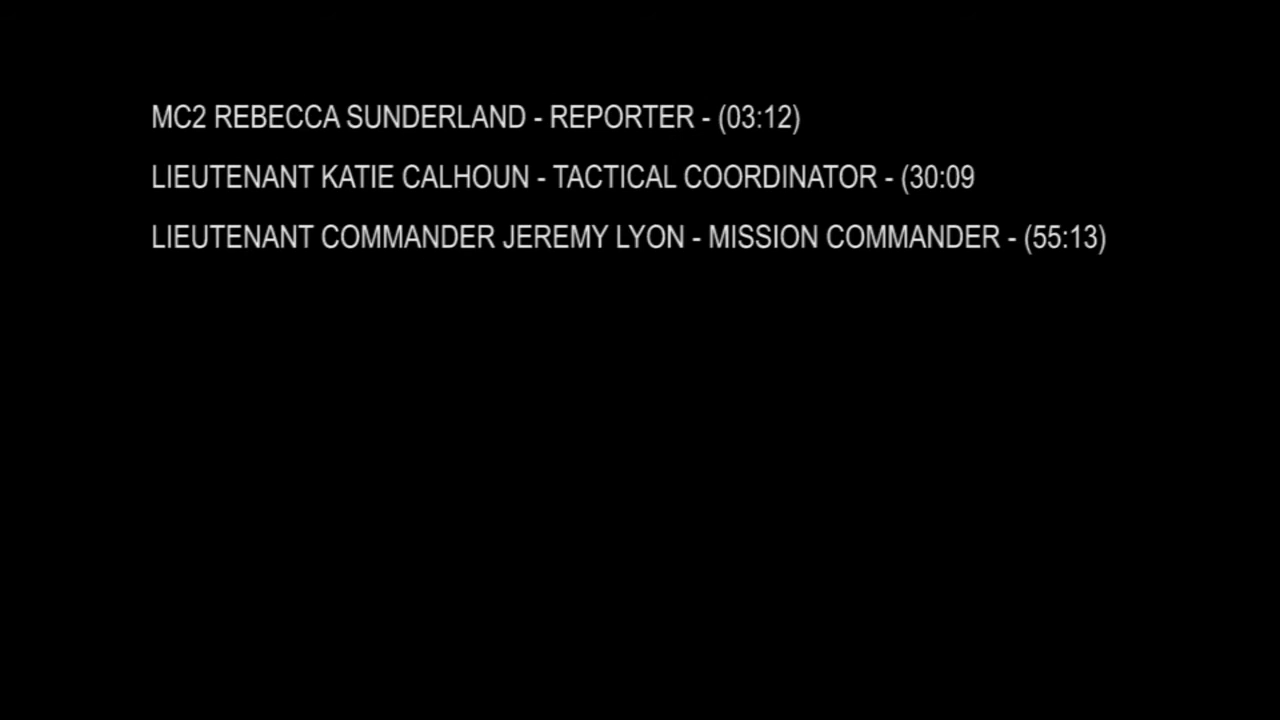 MC2 REBECCA SUNDERLAND - REPORTER - (03:12)
LIEUTENANT KATIE CALHOUN - TACTICAL COORDINATOR - (30:09
LIEUTENANT COMMANDER JEREMY LYON - MISSION COMMANDER - (55:13)